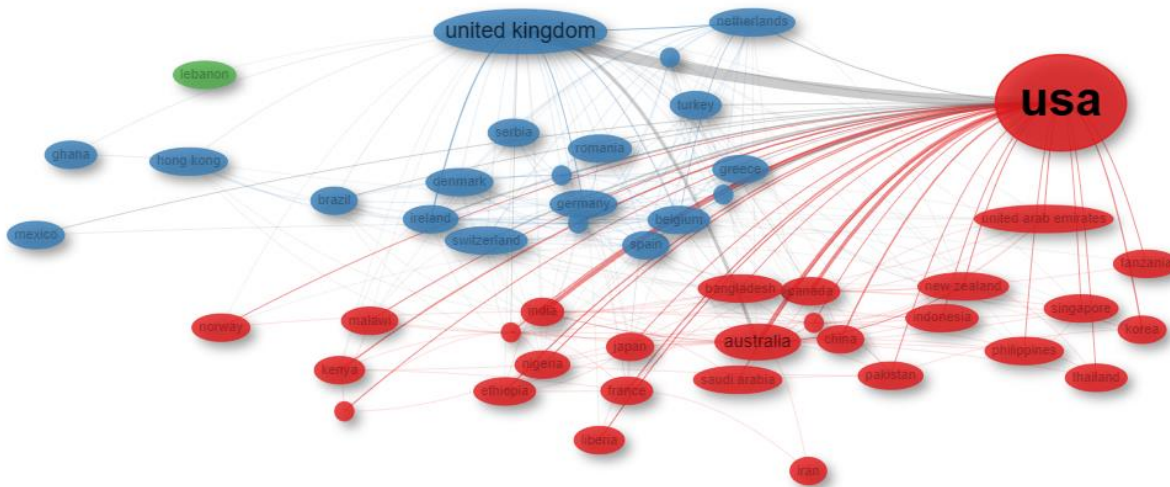 united kingdom
netherlands
lebanon
usa
turkey
serbia
romania
ghana
hong kong
greece
denmark
brazil
germany
ireland
belgium
united arab emirates
mexico
switzerland
spain
tanzania
bangladesh
canada
new zealand
singapore
india
norway
malawi
indonesia
korea
japan
australia
china
philippines
kenya
nigeria
saudi arabia
pakistan
thailand
ethiopia
france
liberia
iran